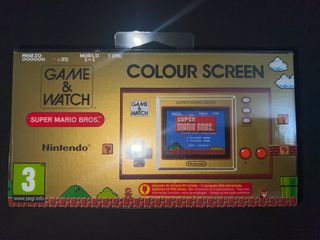 MARIO WORLD TIME
000000 ×35 1-1
GAME
&
WATCH
COLOUR SCREEN
SUPER MARIO BROS.
Nintendo
GAME
&
WATCH
SUPER MARIO BROS.
SUPER
MARIO BROS.
3
www.pegi.info